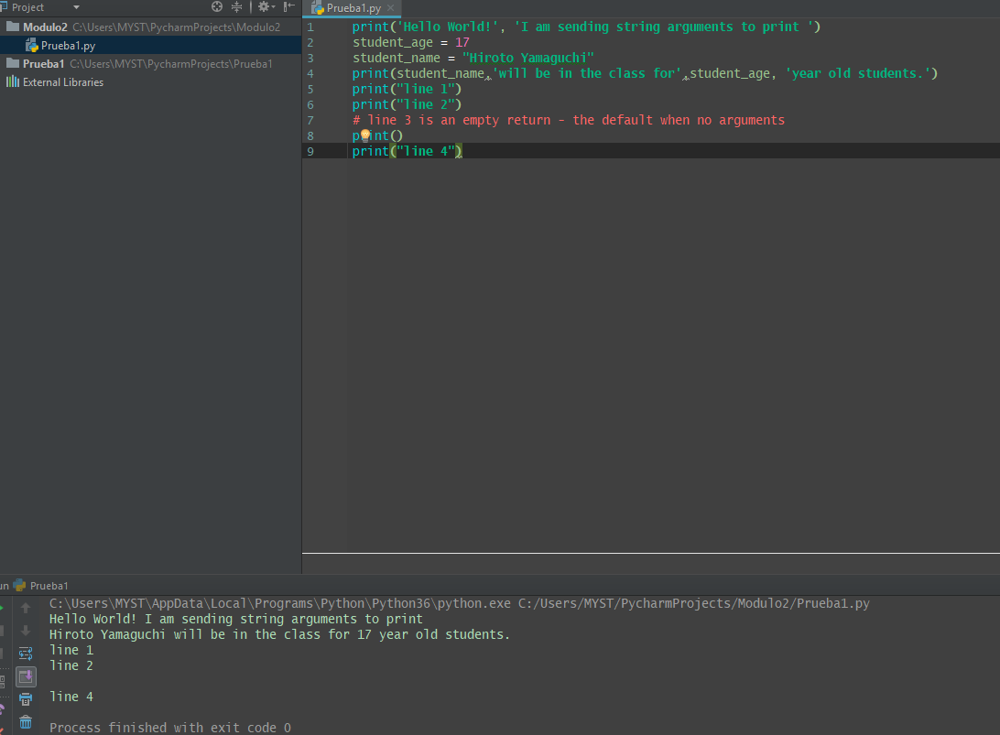 Project
Modulo2 C:\Users\MYST\PycharmProjects\Modulo2
Prueba1.py
Prueba1 C:\Users\MYST\PycharmProjects\Prueba1
External Libraries
Prueba1.py
1 print('Hello World!', 'I am sending string arguments to print ')
2 student_age = 17
3 student_name = "Hiroto Yamaguchi"
4 print(student_name,'will be in the class for',student_age, 'year old students.')
5 print("line 1")
6 print("line 2")
7 # line 3 is an empty return - the default when no arguments
8 print()
9 print("line 4")
un Prueba1
C:\Users\MYST\AppData\Local\Programs\Python\Python36\python.exe C:/Users/MYST/PycharmProjects/Modulo2/Prueba1.py
Hello World! I am sending string arguments to print
Hiroto Yamaguchi will be in the class for 17 year old students.
line 1
line 2
line 4
Process finished with exit code 0